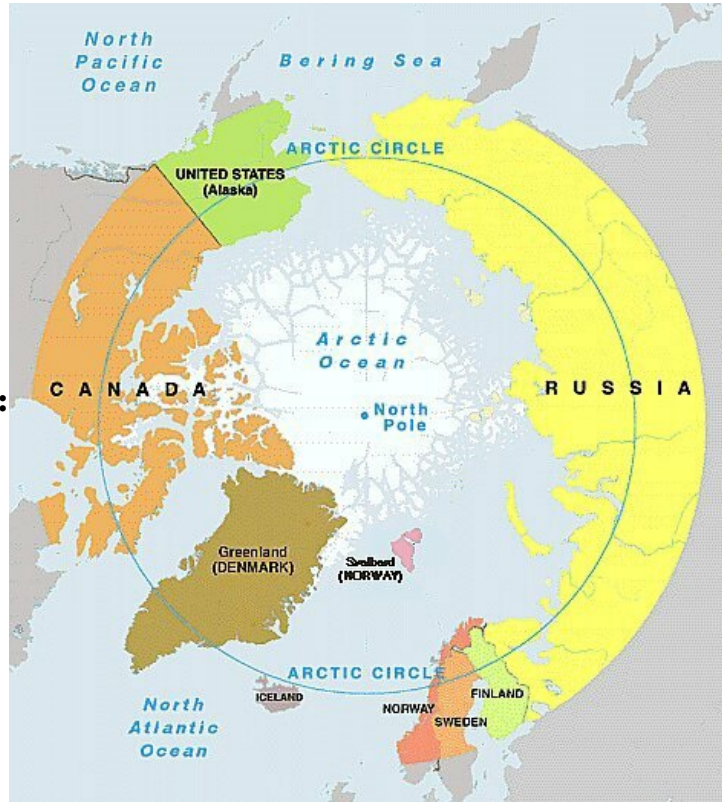 North
Pacific
Ocean
Bering Sea
ARCTIC CIRCLE
UNITED STATES
(Alaska)
Arctic
Ocean
CANADA
RUSSIA
:
North
Pole
Greenland
(DENMARK)
Svalbard
(NORWAY)
ARCTIC CIRCLE
ICELAND
FINLAND
NORWAY
SWEDEN
North
Atlantic
Ocean